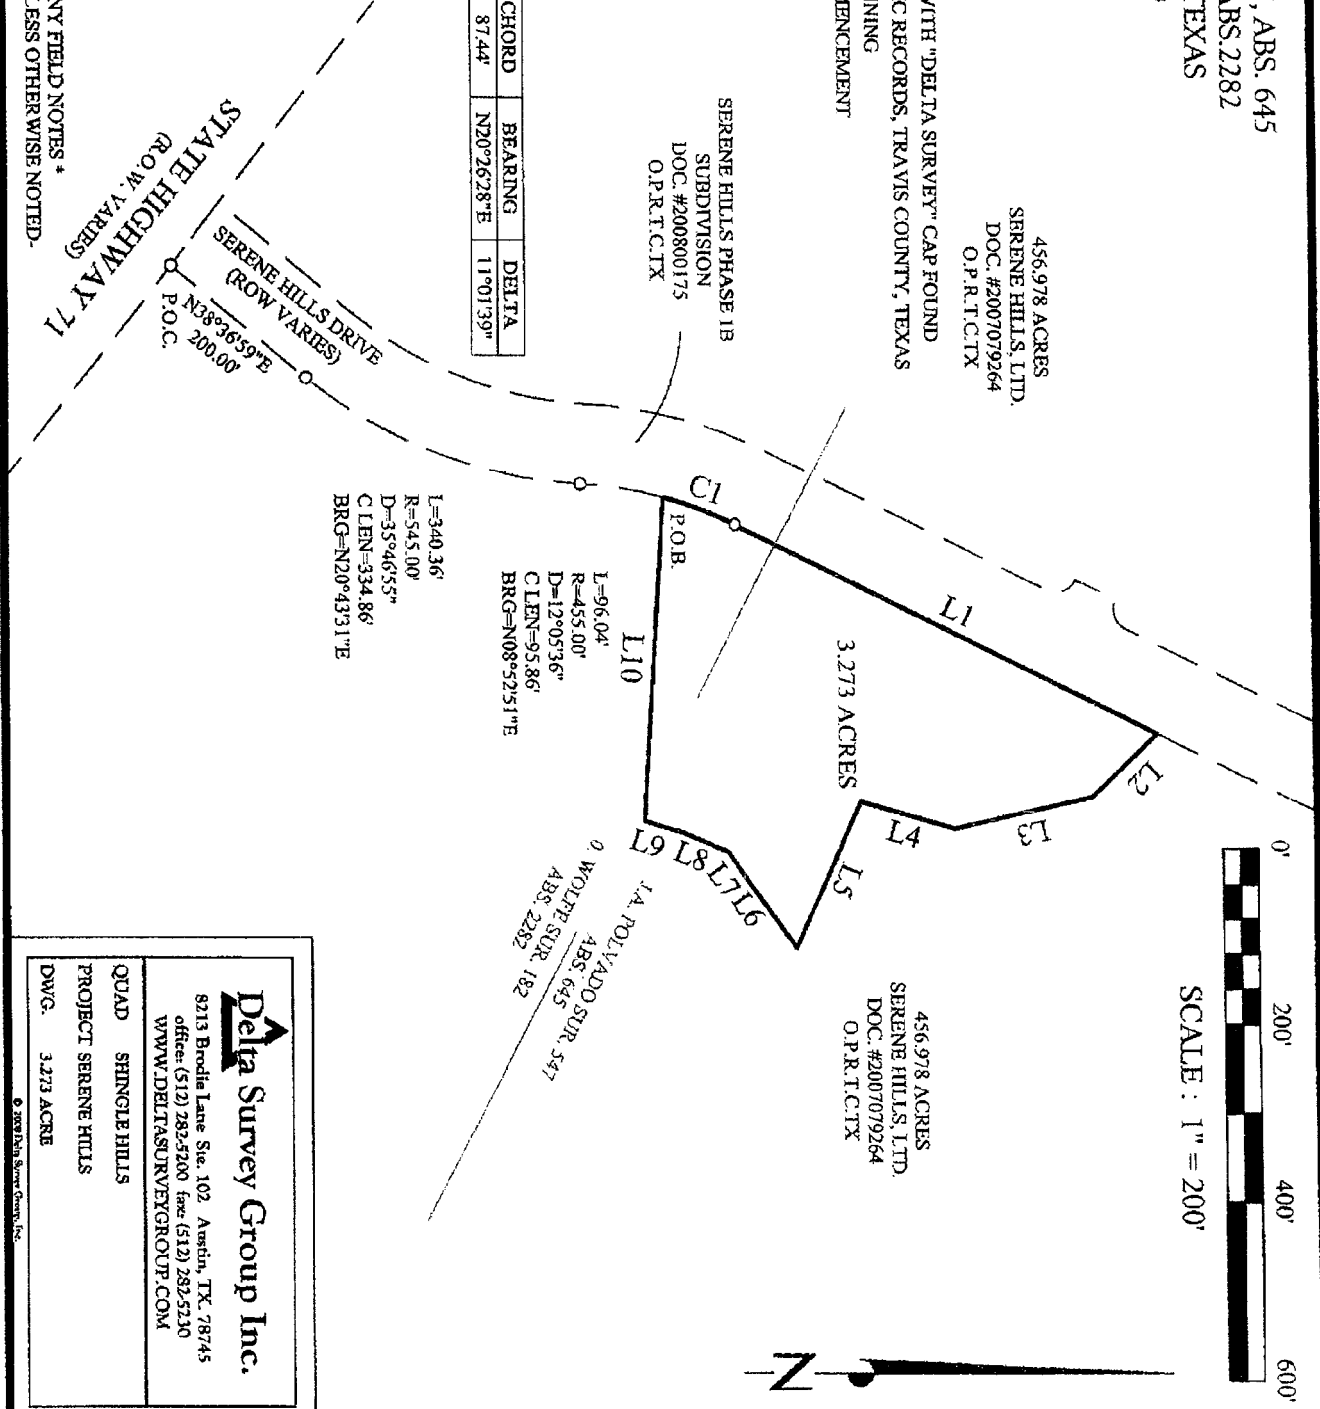 , ABS. 645
ABS.2282
TEXAS
WITH "DELTA SURVEY" CAP FOUND
C RECORDS, TRAVIS COUNTY, TEXAS
NNING
MENCEMENT
456.978 ACRES
SERENE HILLS, LTD.
DOC. #2007079264
O.P.R.T.C.TX
SERENE HILLS PHASE 1B
SUBDIVISION
DOC. #200800175
O.P.R.T.C.TX
CHORD BEARING DELTA
87.44' N20°26'28"E 11°01'39"
STATE HIGHWAY 71
(R.O.W. VARIES)
SERENE HILLS DRIVE
(ROW VARIES)
N38°36'59"E
200.00'
P.O.C.
NY FIELD NOTES *
LESS OTHERWISE NOTED-
C1
P.O.B.
L1
L2
L3
L4
L5
L6
L7
L8
L9
L10
3.273 ACRES
L=96.04'
R=455.00'
D=12°05'36"
C LEN=95.86'
BRG=N08°52'51"E
L=340.36'
R=545.00'
D=35°46'55"
C LEN=334.86'
BRG=N20°43'31"E
J.A. POLVADO SUR. 547
ABS. 645
O. WOLFE SUR. 182
ABS. 2282
456.978 ACRES
SERENE HILLS, LTD.
DOC. #2007079264
O.P.R.T.C.TX
0' 200' 400' 600'
SCALE : 1" = 200'
N
Delta Survey Group Inc.
8213 Brodie Lane Ste. 102 Austin, TX. 78745
office: (512) 282-5200 fax: (512) 282-5230
WWW.DELTASURVEYGROUP.COM
QUAD SHINGLE HILLS
PROJECT SERENE HILLS
DWG. 3.273 ACRE
© 2008 Delta Survey Group, Inc.